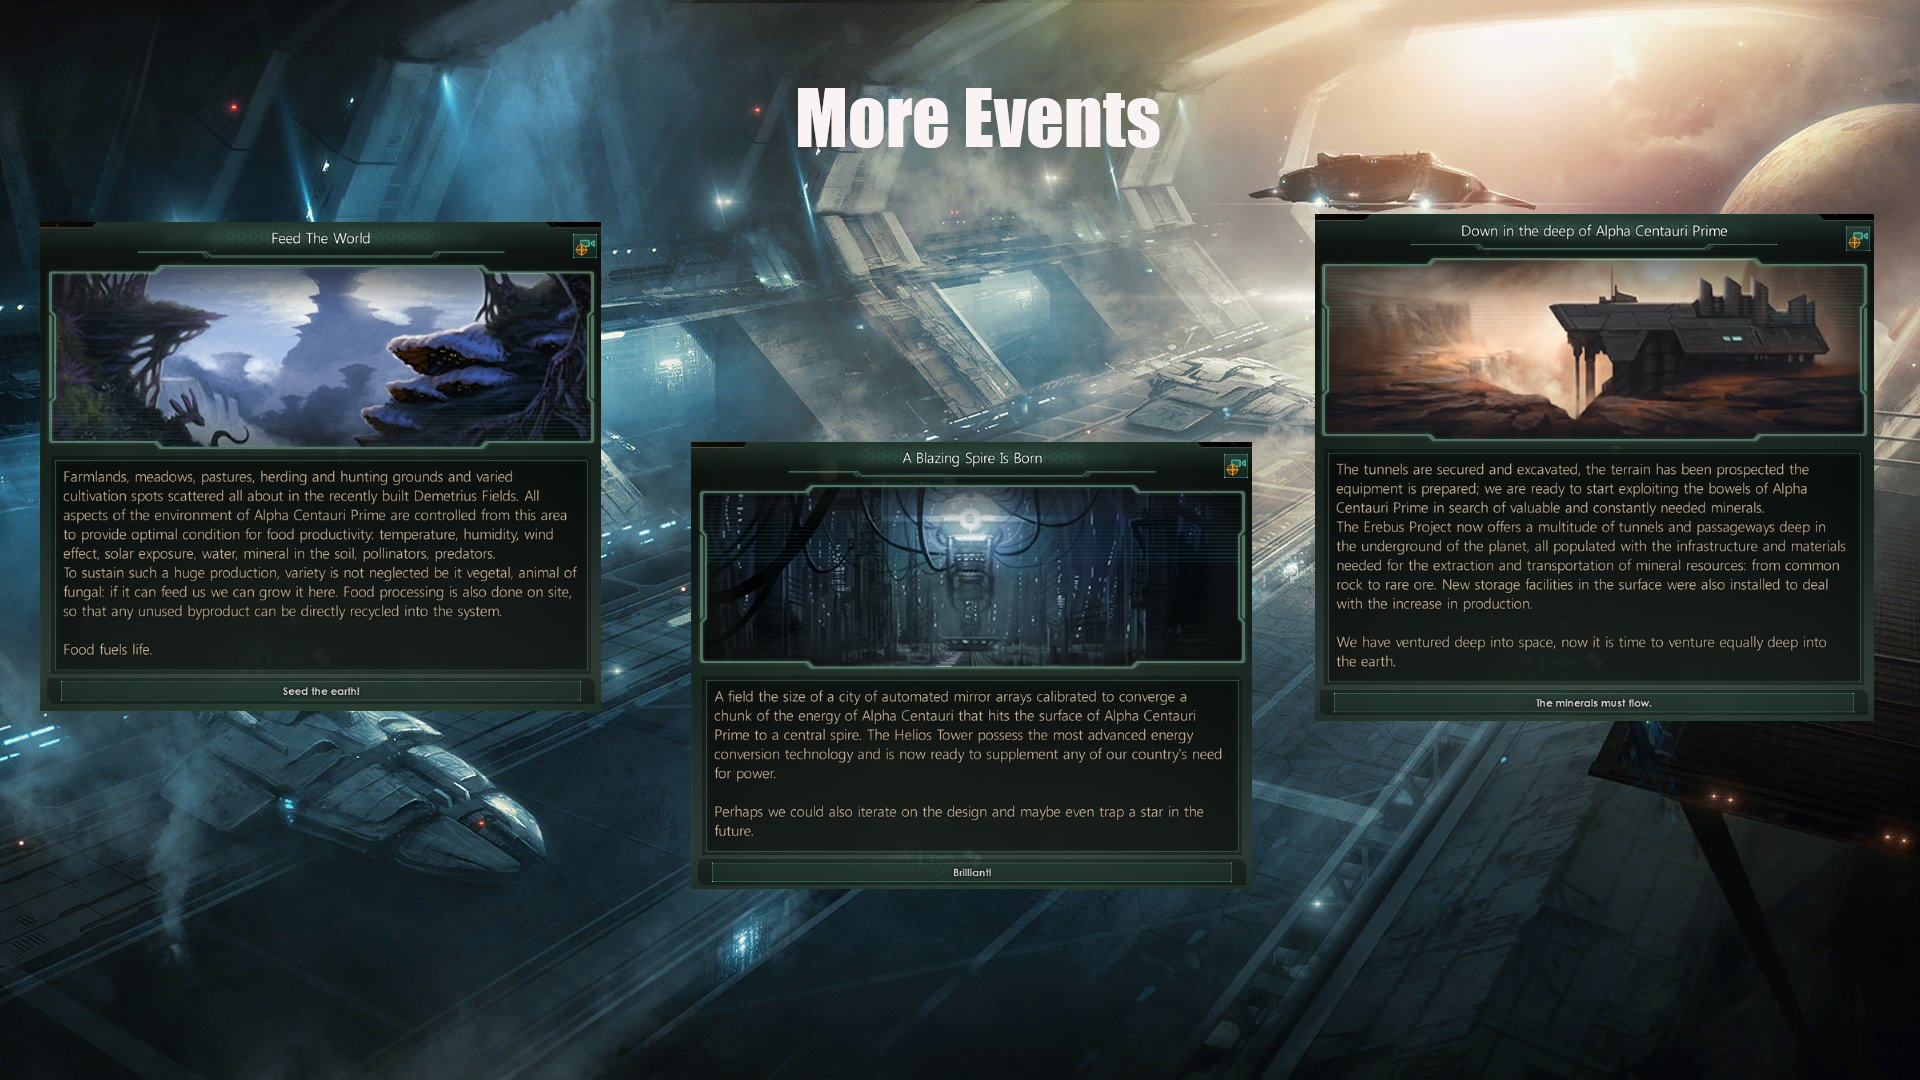 More Events
Feed The World
Farmlands, meadows, pastures, herding and hunting grounds and varied
cultivation spots scattered all about in the recently built Demetrius Fields. All
aspects of the environment of Alpha Centauri Prime are controlled from this area
to provide optimal condition for food productivity: temperature, humidity, wind
effect, solar exposure, water, mineral in the soil, pollinators, predators.
To sustain such a huge production, variety is not neglected be it vegetal, animal of
fungal: if it can feed us we can grow it here. Food processing is also done on site,
so that any unused byproduct can be directly recycled into the system.
Food fuels life.
Seed the earth!
A Blazing Spire Is Born
A field the size of a city of automated mirror arrays calibrated to converge a
chunk of the energy of Alpha Centauri that hits the surface of Alpha Centauri
Prime to a central spire. The Helios Tower possess the most advanced energy
conversion technology and is now ready to supplement any of our country's need
for power.
Perhaps we could also iterate on the design and maybe even trap a star in the
future.
Brilliant!
Down in the deep of Alpha Centauri Prime
The tunnels are secured and excavated, the terrain has been prospected the
equipment is prepared; we are ready to start exploiting the bowels of Alpha
Centauri Prime in search of valuable and constantly needed minerals.
The Erebus Project now offers a multitude of tunnels and passageways deep in
the underground of the planet, all populated with the infrastructure and materials
needed for the extraction and transportation of mineral resources: from common
rock to rare ore. New storage facilities in the surface were also installed to deal
with the increase in production.
We have ventured deep into space, now it is time to venture equally deep into
the earth.
The minerals must flow.